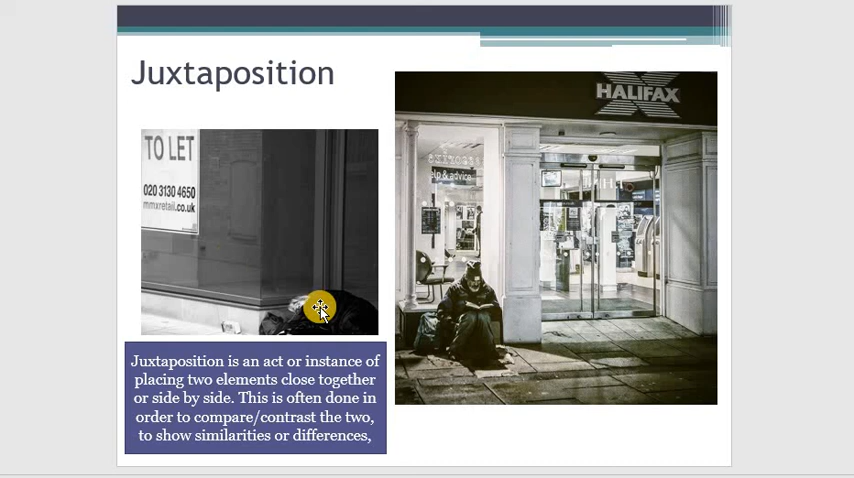 Juxtaposition
TO LET
020 3130 4650
mmxretail.co.uk
Juxtaposition is an act or instance of
placing two elements close together
or side by side. This is often done in
order to compare/contrast the two,
to show similarities or differences,
HALIFAX
elp & advice